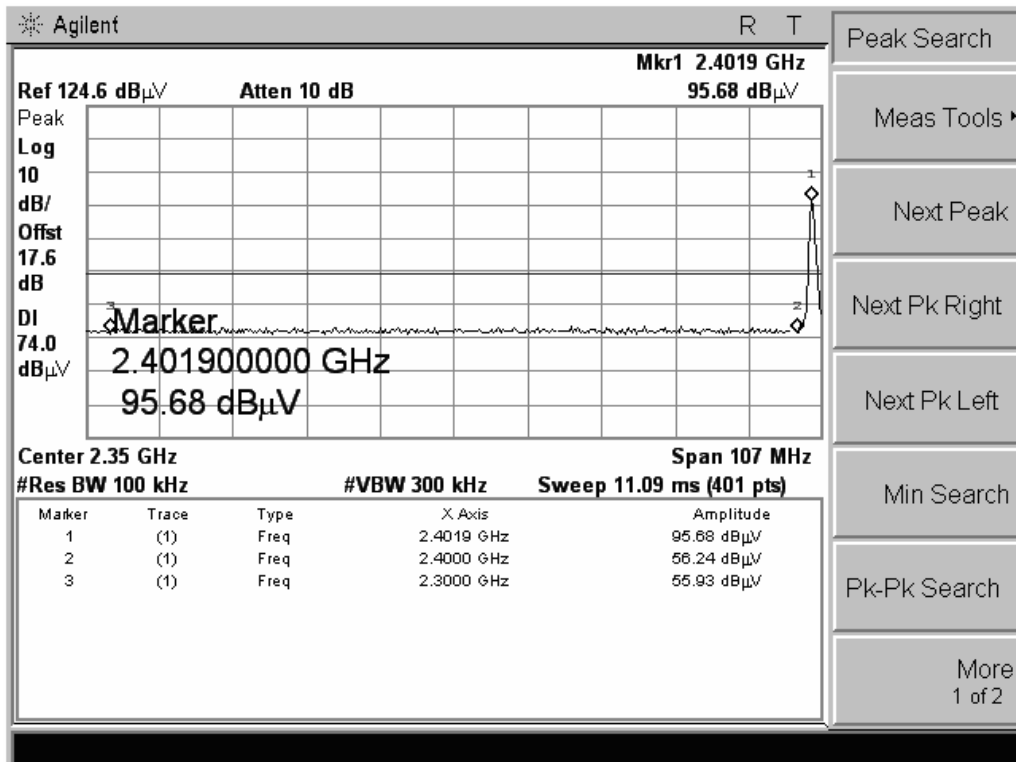 Agilent R T
Mkr1 2.4019 GHz
Ref 124.6 dBμV Atten 10 dB 95.68 dBμV
Peak
Log
10
dB/
Offst
17.6
dB
DI
74.0
dBμV
1
2
3
Marker
2.401900000 GHz
95.68 dBμV
Center 2.35 GHz Span 107 MHz
#Res BW 100 kHz #VBW 300 kHz Sweep 11.09 ms (401 pts)
Marker Trace Type X Axis Amplitude
1 (1) Freq 2.4019 GHz 95.68 dBμV
2 (1) Freq 2.4000 GHz 56.24 dBμV
3 (1) Freq 2.3000 GHz 55.93 dBμV
Peak Search
Meas Tools
Next Peak
Next Pk Right
Next Pk Left
Min Search
Pk-Pk Search
More
1 of 2